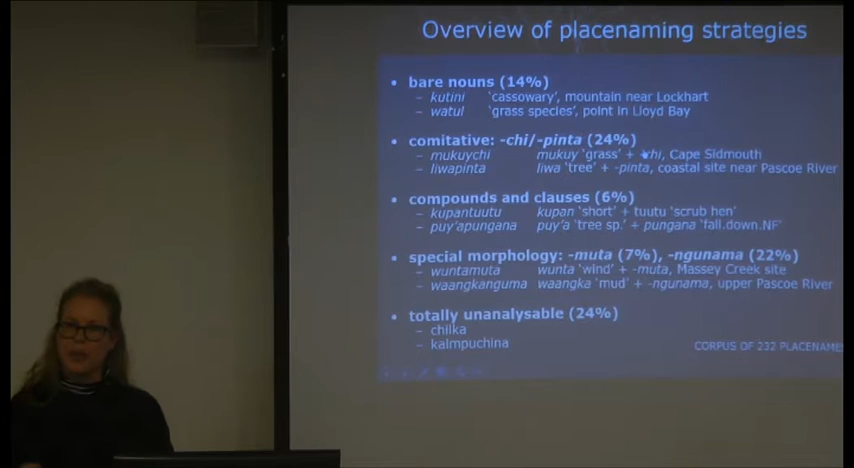 Overview of placenaming strategies
• bare nouns (14%)
– kutini 'cassowary', mountain near Lockhart
– watul 'grass species', point in Lloyd Bay
• comitative: -chi/-pinta (24%)
– mukuychi mukuy 'grass' + -chi, Cape Sidmouth
– liwapinta liwa 'tree' + -pinta, coastal site near Pascoe River
• compounds and clauses (6%)
– kupantuutu kupan 'short' + tuutu 'scrub hen'
– puy'apungana puy'a 'tree sp.' + pungana 'fall.down.NF'
• special morphology: -muta (7%), -ngunama (22%)
– wuntamuta wunta 'wind' + -muta, Massey Creek site
– waangkanguma waangka 'mud' + -ngunama, upper Pascoe River
• totally unanalysable (24%)
– chilka
– kalmpuchina
CORPUS OF 232 PLACENAMES